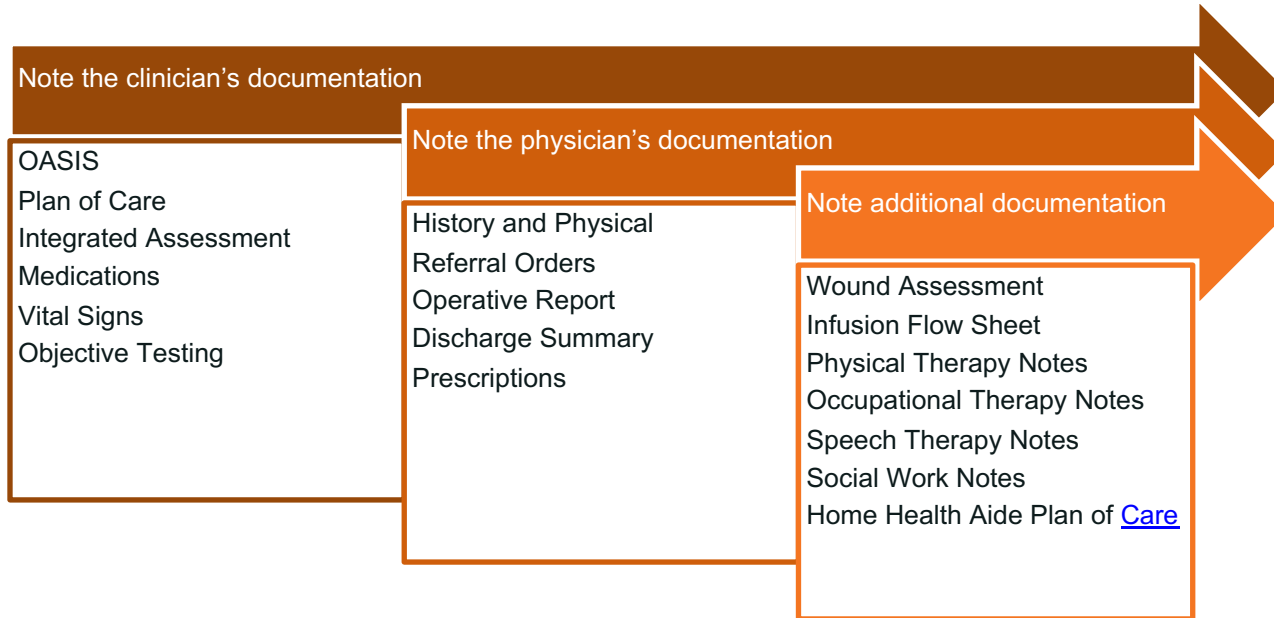 Note the clinician’s documentation
OASIS
Plan of Care
Integrated Assessment
Medications
Vital Signs
Objective Testing
Note the physician’s documentation
History and Physical
Referral Orders
Operative Report
Discharge Summary
Prescriptions
Note additional documentation
Wound Assessment
Infusion Flow Sheet
Physical Therapy Notes
Occupational Therapy Notes
Speech Therapy Notes
Social Work Notes
Home Health Aide Plan of Care